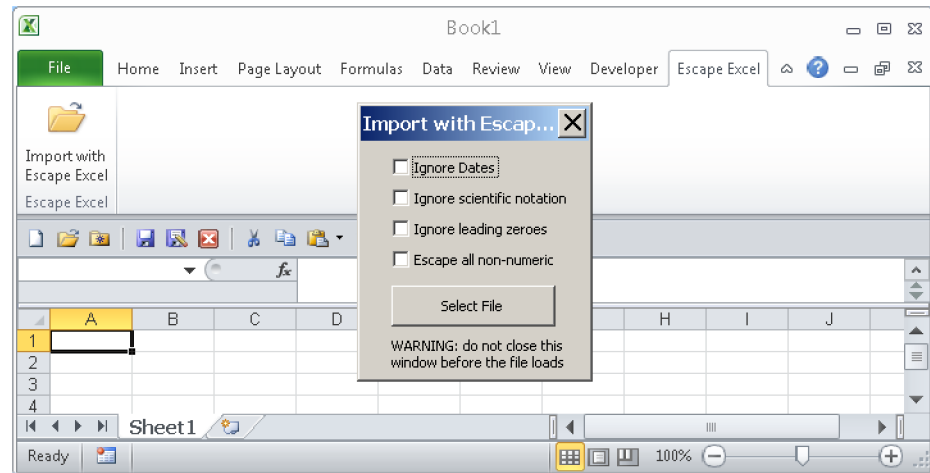 Book1
File Home Insert Page Layout Formulas Data Review View Developer Escape Excel
Import with
Escape Excel
Escape Excel
Import with Escap...
Ignore Dates
Ignore scientific notation
Ignore leading zeroes
Escape all non-numeric
Select File
WARNING: do not close this
window before the file loads
fx
A B C D H I J
1
2
3
4
Sheet1
Ready 100%